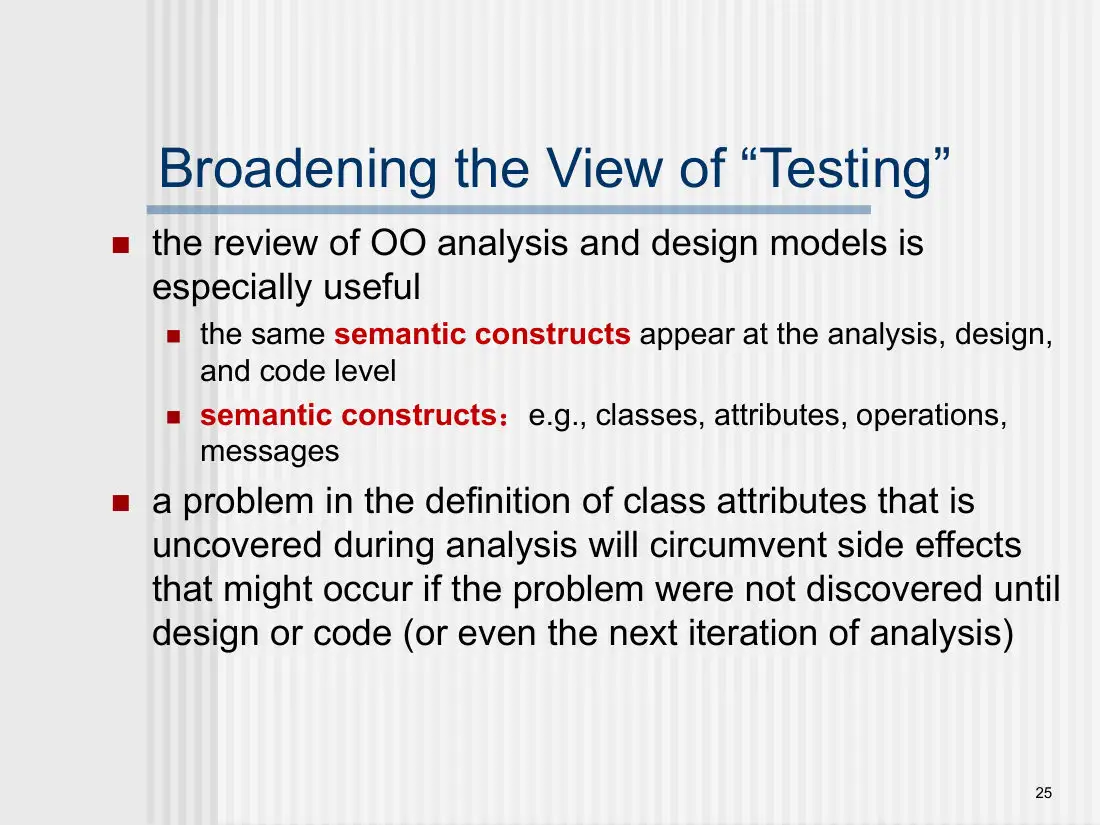 Broadening the View of “Testing”
the review of OO analysis and design models is
especially useful
the same semantic constructs appear at the analysis, design,
and code level
semantic constructs： e.g., classes, attributes, operations,
messages
a problem in the definition of class attributes that is
uncovered during analysis will circumvent side effects
that might occur if the problem were not discovered until
design or code (or even the next iteration of analysis)
25